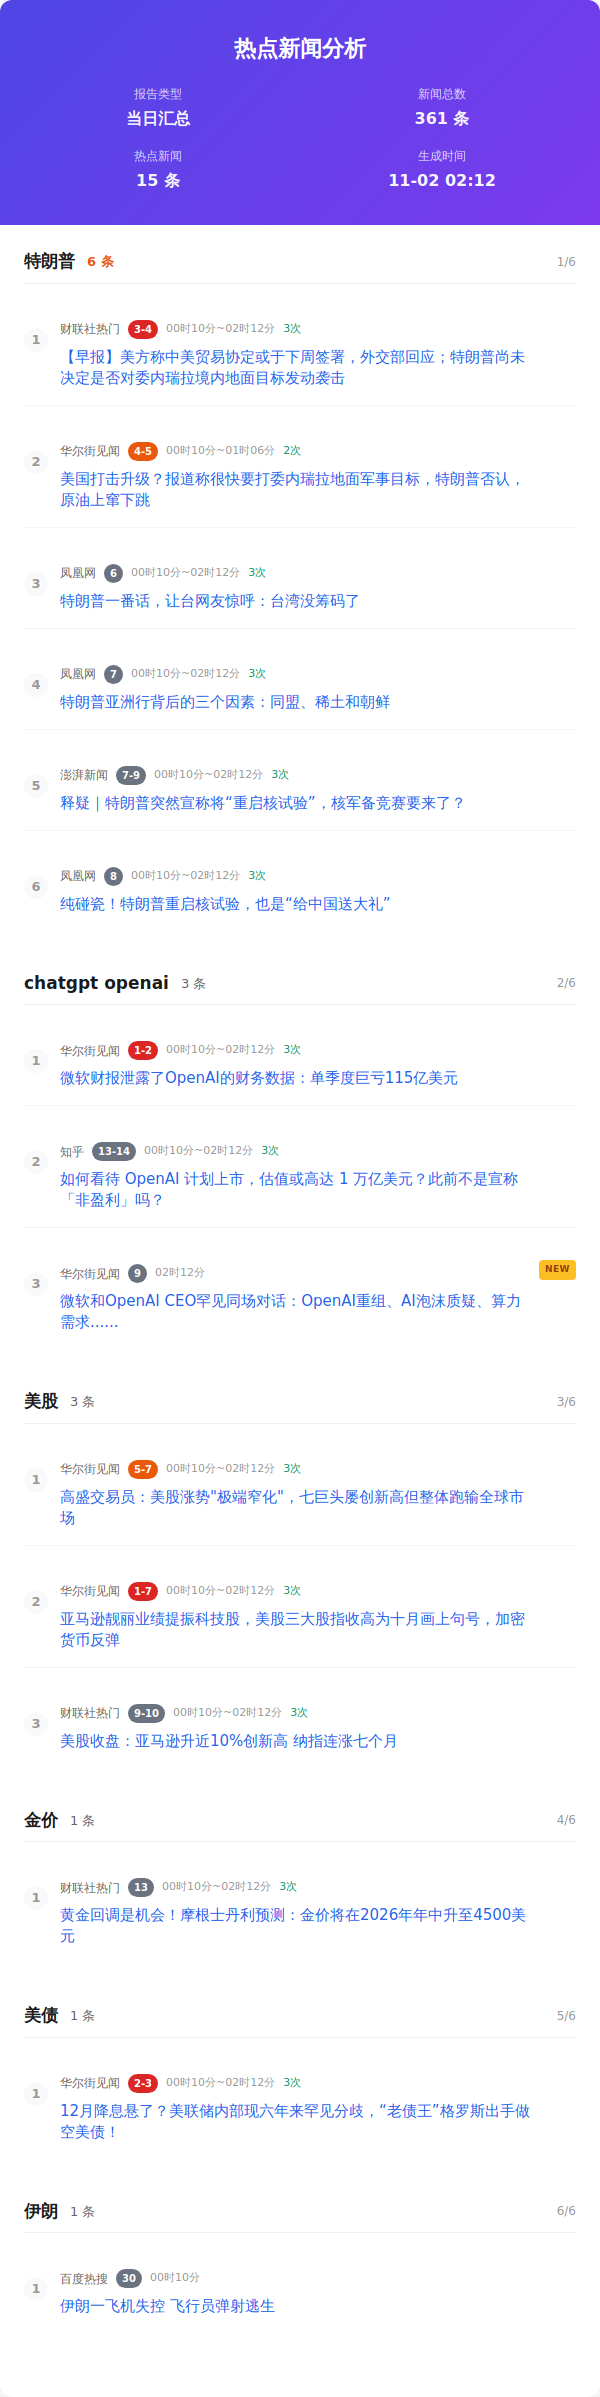 热点新闻分析
报告类型
当日汇总
新闻总数
361 条
热点新闻
15 条
生成时间
11-02 02:12
特朗普 6 条 1/6
1
财联社热门 3-4 00时10分~02时12分 3次
【早报】美方称中美贸易协定或于下周签署，外交部回应；特朗普尚未
决定是否对委内瑞拉境内地面目标发动袭击
2
华尔街见闻 4-5 00时10分~01时06分 2次
美国打击升级？报道称很快要打委内瑞拉地面军事目标，特朗普否认，
原油上窜下跳
3
凤凰网 6 00时10分~02时12分 3次
特朗普一番话，让台网友惊呼：台湾没筹码了
4
凤凰网 7 00时10分~02时12分 3次
特朗普亚洲行背后的三个因素：同盟、稀土和朝鲜
5
澎湃新闻 7-9 00时10分~02时12分 3次
释疑｜特朗普突然宣称将“重启核试验”，核军备竞赛要来了？
6
凤凰网 8 00时10分~02时12分 3次
纯碰瓷！特朗普重启核试验，也是“给中国送大礼”
chatgpt openai 3 条 2/6
1
华尔街见闻 1-2 00时10分~02时12分 3次
微软财报泄露了OpenAI的财务数据：单季度巨亏115亿美元
2
知乎 13-14 00时10分~02时12分 3次
如何看待 OpenAI 计划上市，估值或高达 1 万亿美元？此前不是宣称
「非盈利」吗？
3
华尔街见闻 9 02时12分 NEW
微软和OpenAI CEO罕见同场对话：OpenAI重组、AI泡沫质疑、算力
需求……
美股 3 条 3/6
1
华尔街见闻 5-7 00时10分~02时12分 3次
高盛交易员：美股涨势"极端窄化"，七巨头屡创新高但整体跑输全球市
场
2
华尔街见闻 1-7 00时10分~02时12分 3次
亚马逊靓丽业绩提振科技股，美股三大股指收高为十月画上句号，加密
货币反弹
3
财联社热门 9-10 00时10分~02时12分 3次
美股收盘：亚马逊升近10%创新高 纳指连涨七个月
金价 1 条 4/6
1
财联社热门 13 00时10分~02时12分 3次
黄金回调是机会！摩根士丹利预测：金价将在2026年年中升至4500美
元
美债 1 条 5/6
1
华尔街见闻 2-3 00时10分~02时12分 3次
12月降息悬了？美联储内部现六年来罕见分歧，“老债王”格罗斯出手做
空美债！
伊朗 1 条 6/6
1
百度热搜 30 00时10分
伊朗一飞机失控 飞行员弹射逃生